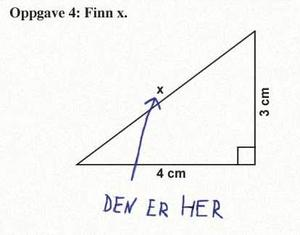 Oppgave 4: Finn x.
x
3 cm
4 cm
DEN ER HER